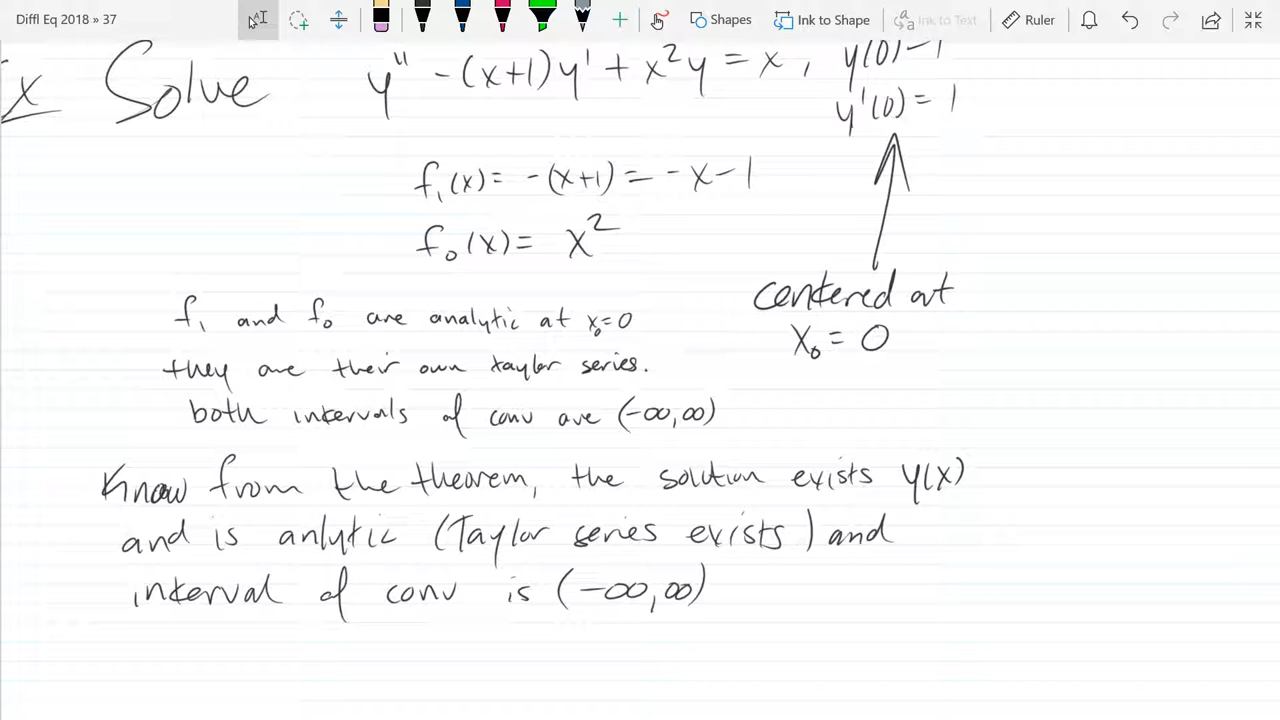 Diffl Eq 2018 » 37
Shapes
Ink to Shape
Ink to Text
Ruler
x Solve y'' - (x+1)y' + x²y = x, y(0)=1
y'(0) = 1
f₁(x) = -(x+1) = -x-1
f₀(x) = x²
centered at
x₀ = 0
f₁ and f₀ are analytic at x₀=0
they are their own taylor series.
both intervals of conv are (-∞,∞)
Know from the theorem, the solution exists y(x)
and is anlytic (Taylor series exists) and
interval of conv is (-∞,∞)